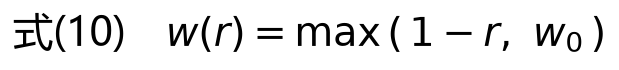 式(10) w(r) = max ( 1 − r, w₀ )